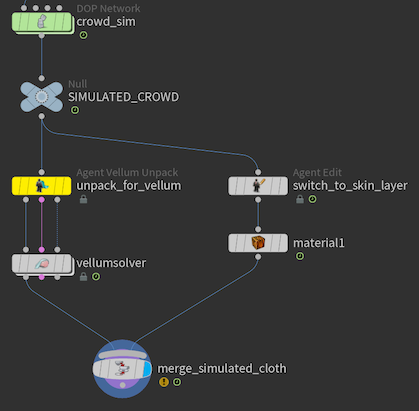 DOP Network
crowd_sim
Null
SIMULATED_CROWD
Agent Vellum Unpack
unpack_for_vellum
Agent Edit
switch_to_skin_layer
material1
vellumsolver
merge_simulated_cloth